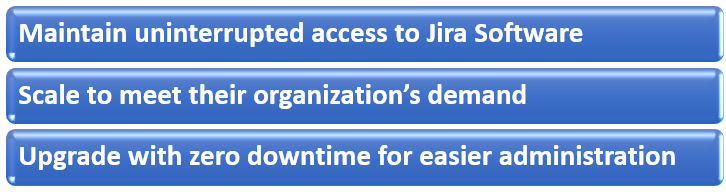 Maintain uninterrupted access to Jira Software
Scale to meet their organization’s demand
Upgrade with zero downtime for easier administration